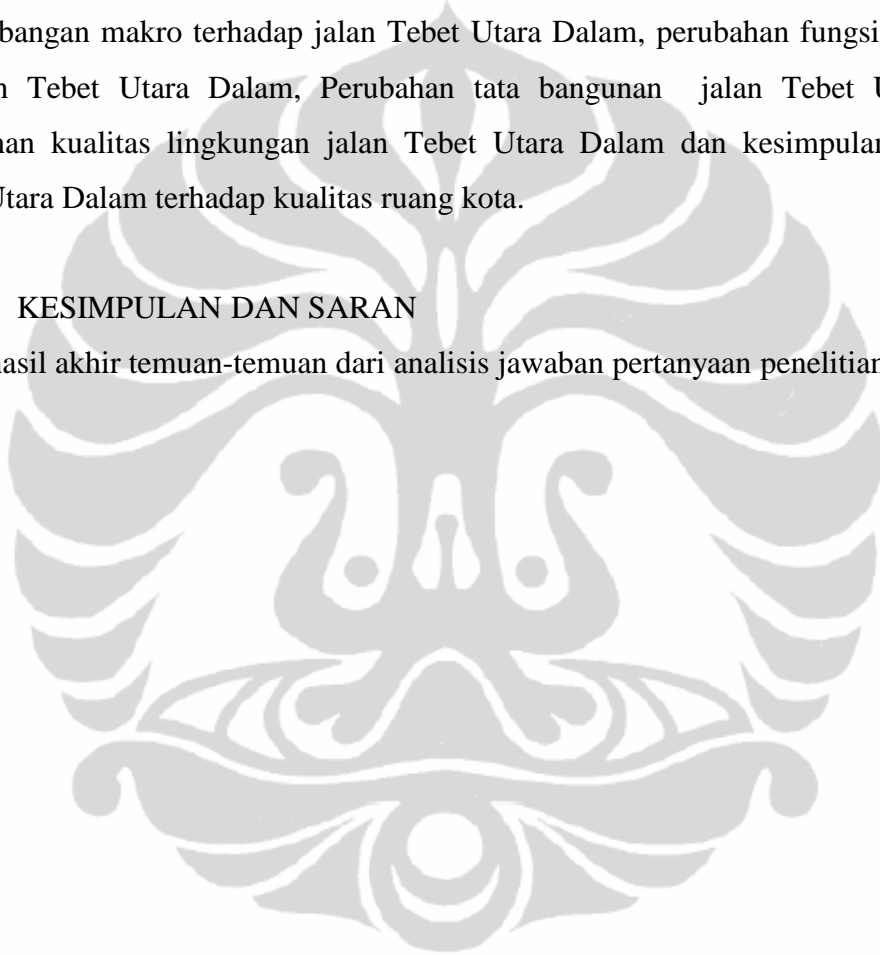 bangan makro terhadap jalan Tebet Utara Dalam, perubahan fungsi
Tebet Utara Dalam, Perubahan tata bangunan jalan Tebet
kualitas lingkungan jalan Tebet Utara Dalam dan kesimpulan
Utara Dalam terhadap kualitas ruang kota.
KESIMPULAN DAN SARAN
hasil akhir temuan-temuan dari analisis jawaban pertanyaan penelitian